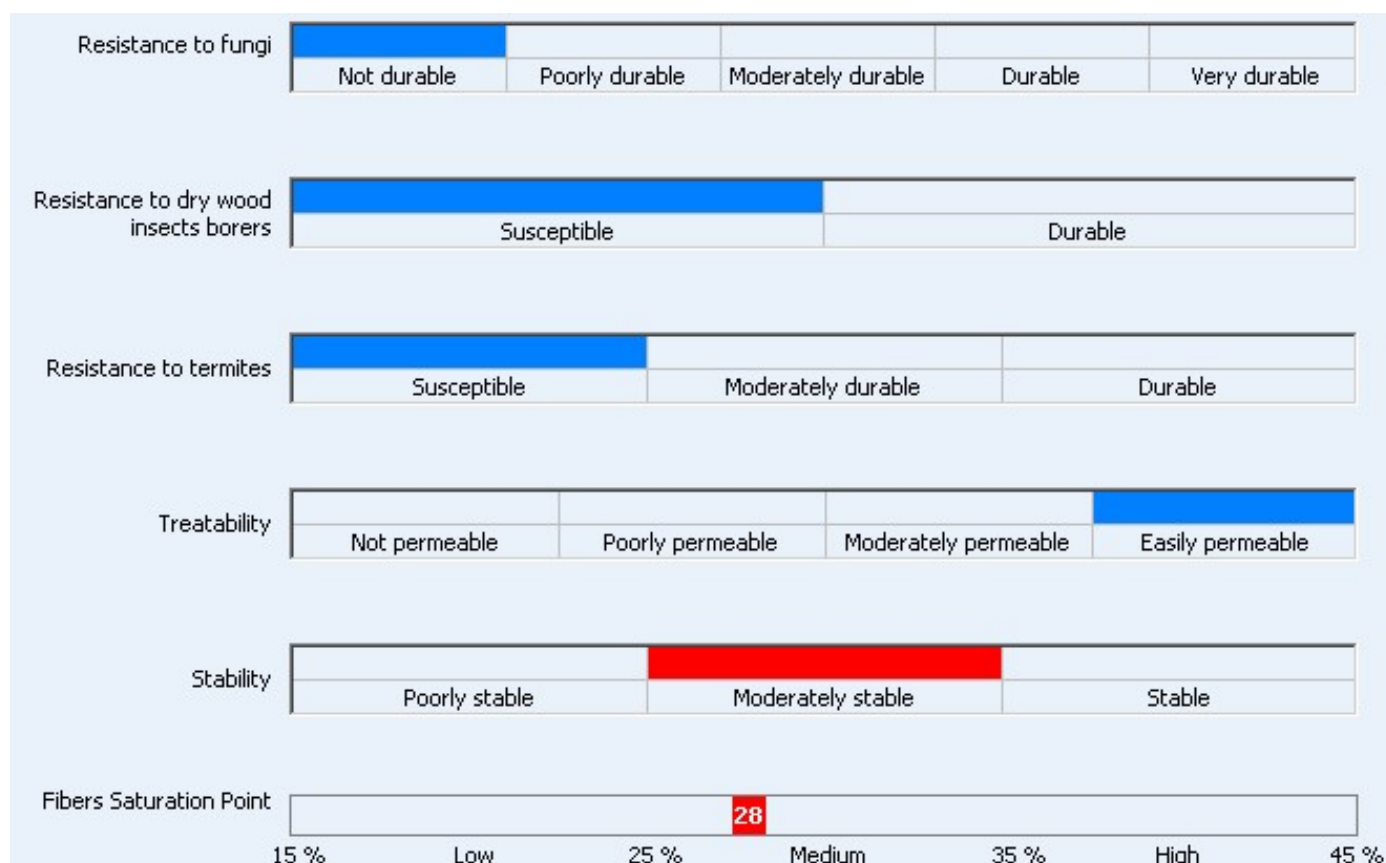 Resistance to fungi
Not durable Poorly durable Moderately durable Durable Very durable
Resistance to dry wood
insects borers
Susceptible Durable
Resistance to termites
Susceptible Moderately durable Durable
Treatability
Not permeable Poorly permeable Moderately permeable Easily permeable
Stability
Poorly stable Moderately stable Stable
Fibers Saturation Point
28
15 % Low 25 % Medium 35 % High 45 %